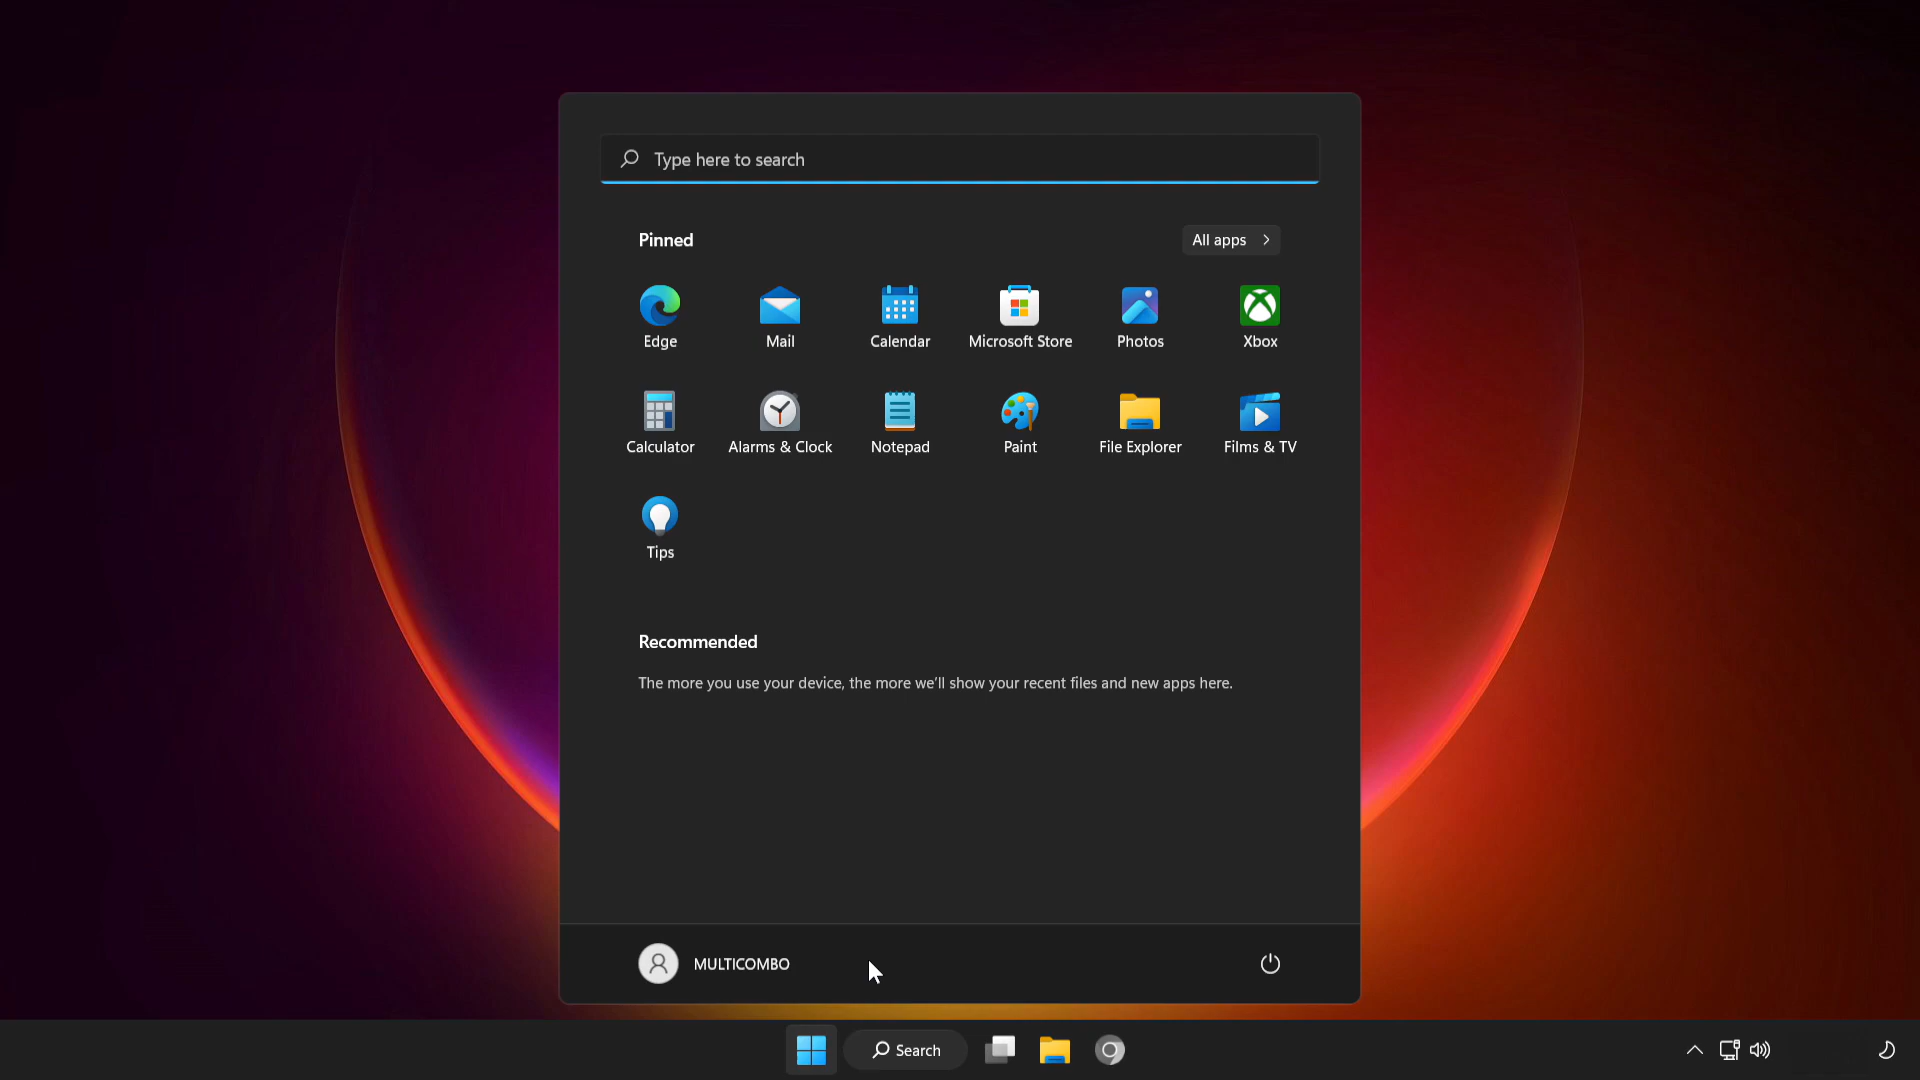 Type here to search
Pinned
All apps
Edge
Mail
Calendar
Microsoft Store
Photos
Xbox
Calculator
Alarms & Clock
Notepad
Paint
File Explorer
Films & TV
Tips
Recommended
The more you use your device, the more we’ll show your recent files and new apps here.
MULTICOMBO
Search